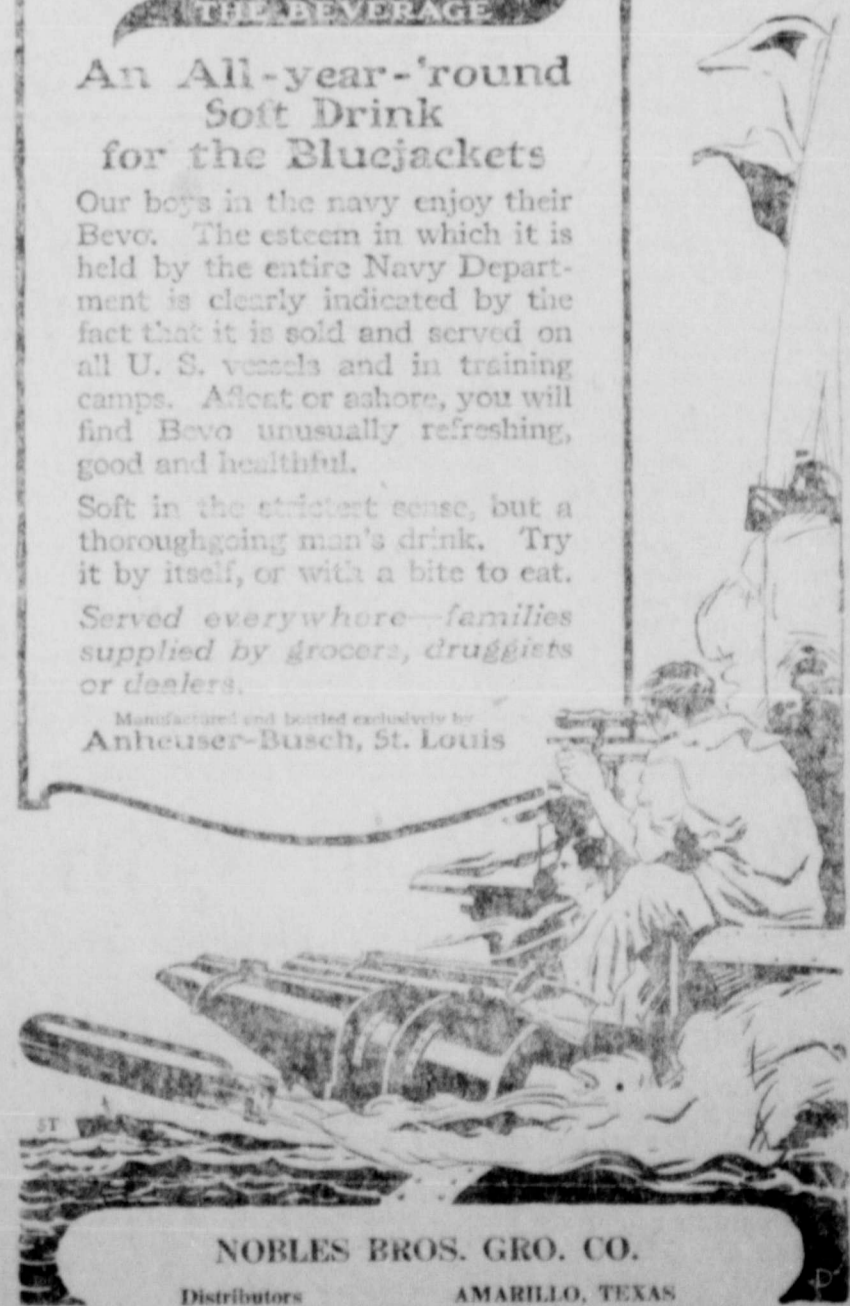 THE BEVERAGE
An All-year-'round
Soft Drink
for the Bluejackets
Our boys in the navy enjoy their
Bevo. The esteem in which it is
held by the entire Navy Depart-
ment is clearly indicated by the
fact that it is sold and served on
all U. S. vessels and in training
camps. Afloat or ashore, you will
find Bevo unusually refreshing,
good and healthful.
Soft in the strictest sense, but a
thoroughgoing man's drink. Try
it by itself, or with a bite to eat.
Served everywhere—families
supplied by grocers, druggists
or dealers.
Manufactured and bottled exclusively by
Anheuser-Busch, St. Louis
ST
NOBLES BROS. GRO. CO.
Distributors AMARILLO, TEXAS
D